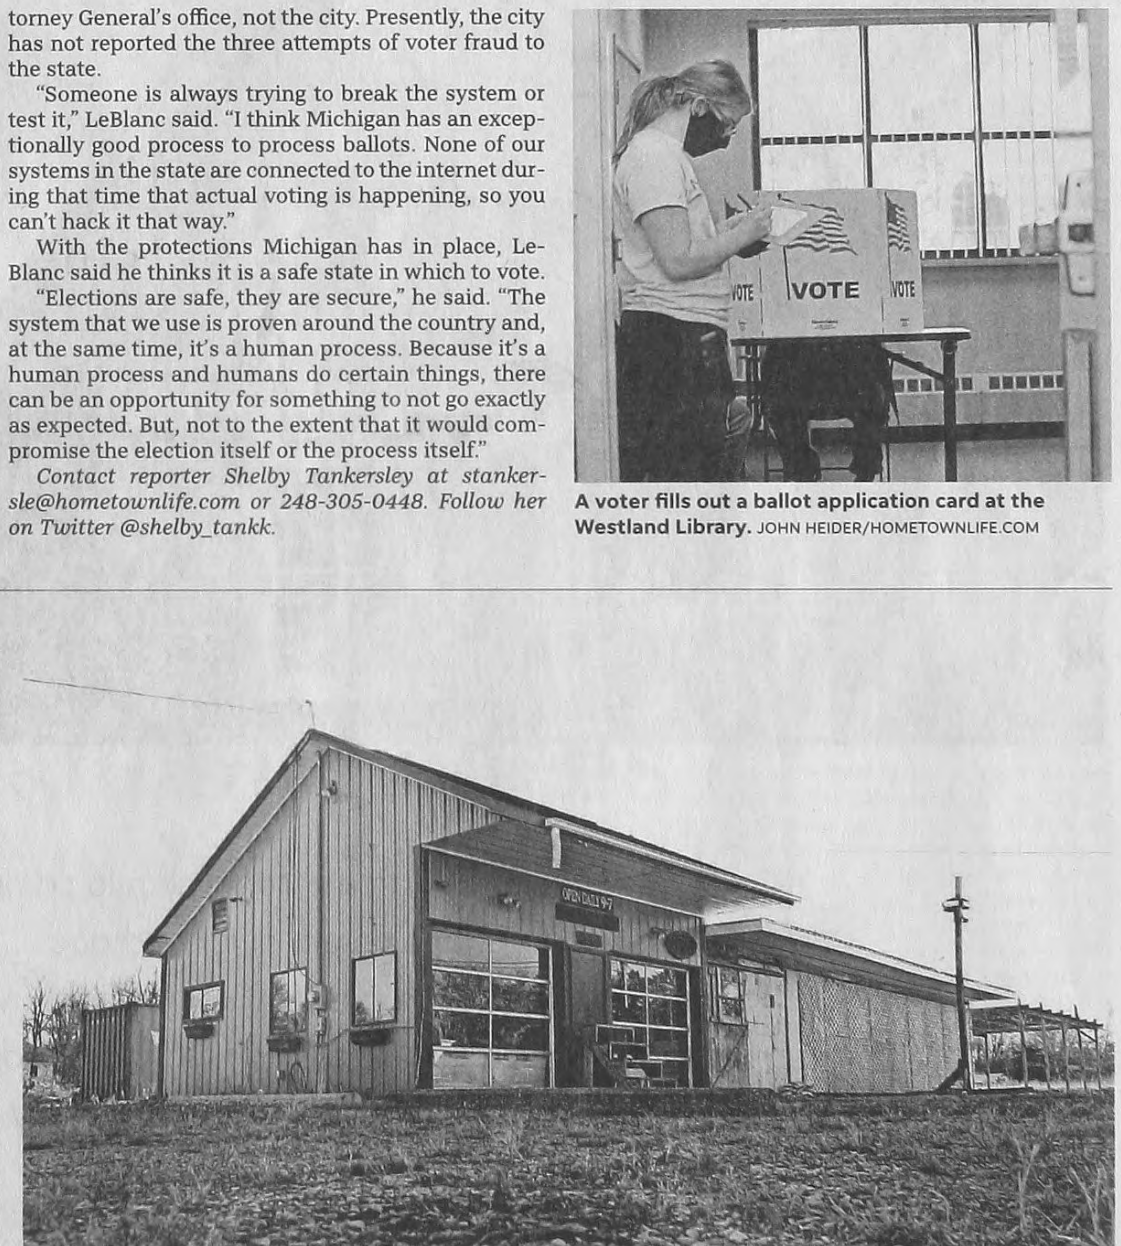 torney General's office, not the city. Presently, the city
has not reported the three attempts of voter fraud to
the state.
“Someone is always trying to break the system or
test it,” LeBlanc said. “I think Michigan has an excep-
tionally good process to process ballots. None of our
systems in the state are connected to the internet dur-
ing that time that actual voting is happening, so you
can't hack it that way.”
With the protections Michigan has in place, Le-
Blanc said he thinks it is a safe state in which to vote.
“Elections are safe, they are secure,” he said. “The
system that we use is proven around the country and,
at the same time, it's a human process. Because it's a
human process and humans do certain things, there
can be an opportunity for something to not go exactly
as expected. But, not to the extent that it would com-
promise the election itself or the process itself.”
Contact reporter Shelby Tankersley at stanker-
sle@hometownlife.com or 248-305-0448. Follow her
on Twitter @shelby_tankk.
VOTE
VOTE
VOTE
A voter fills out a ballot application card at the
Westland Library. JOHN HEIDER/HOMETOWNLIFE.COM
OPEN DAILY 9-7